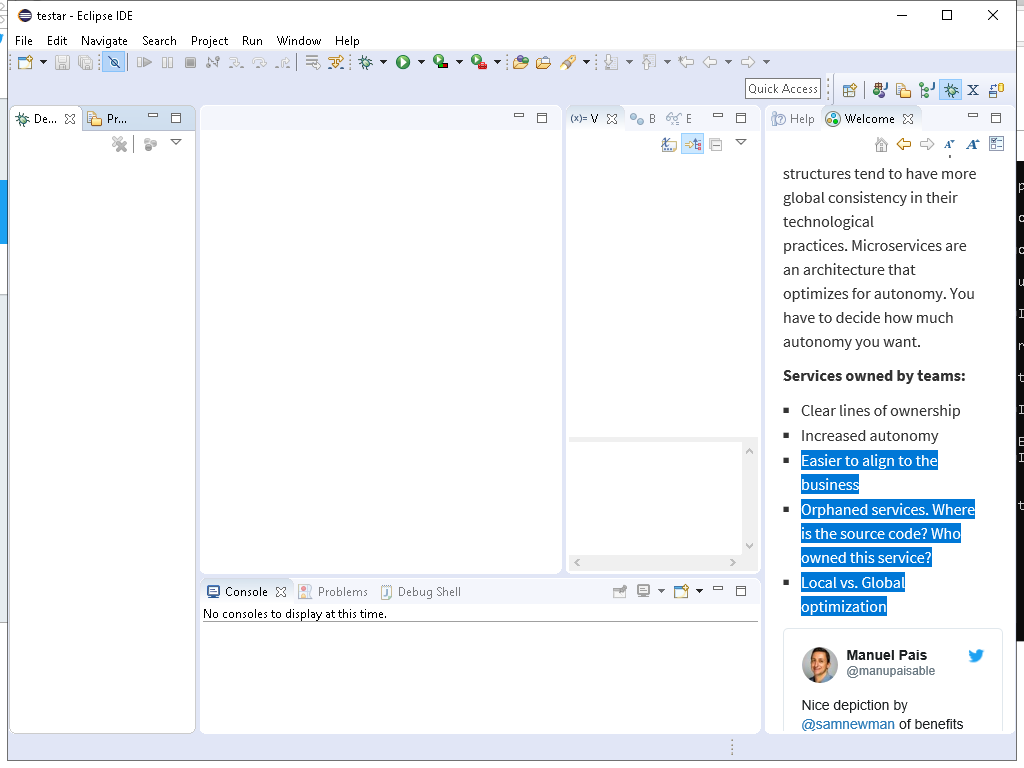 testar - Eclipse IDE
File Edit Navigate Search Project Run Window Help
Quick Access
De... Pr...
(x)= V B E
Help Welcome
structures tend to have more
global consistency in their
technological
practices. Microservices are
an architecture that
optimizes for autonomy. You
have to decide how much
autonomy you want.
Services owned by teams:
Clear lines of ownership
Increased autonomy
Easier to align to the
business
Orphaned services. Where
is the source code? Who
owned this service?
Local vs. Global
optimization
Console Problems Debug Shell
No consoles to display at this time.
Manuel Pais
@manupaisable
Nice depiction by
@samnewman of benefits